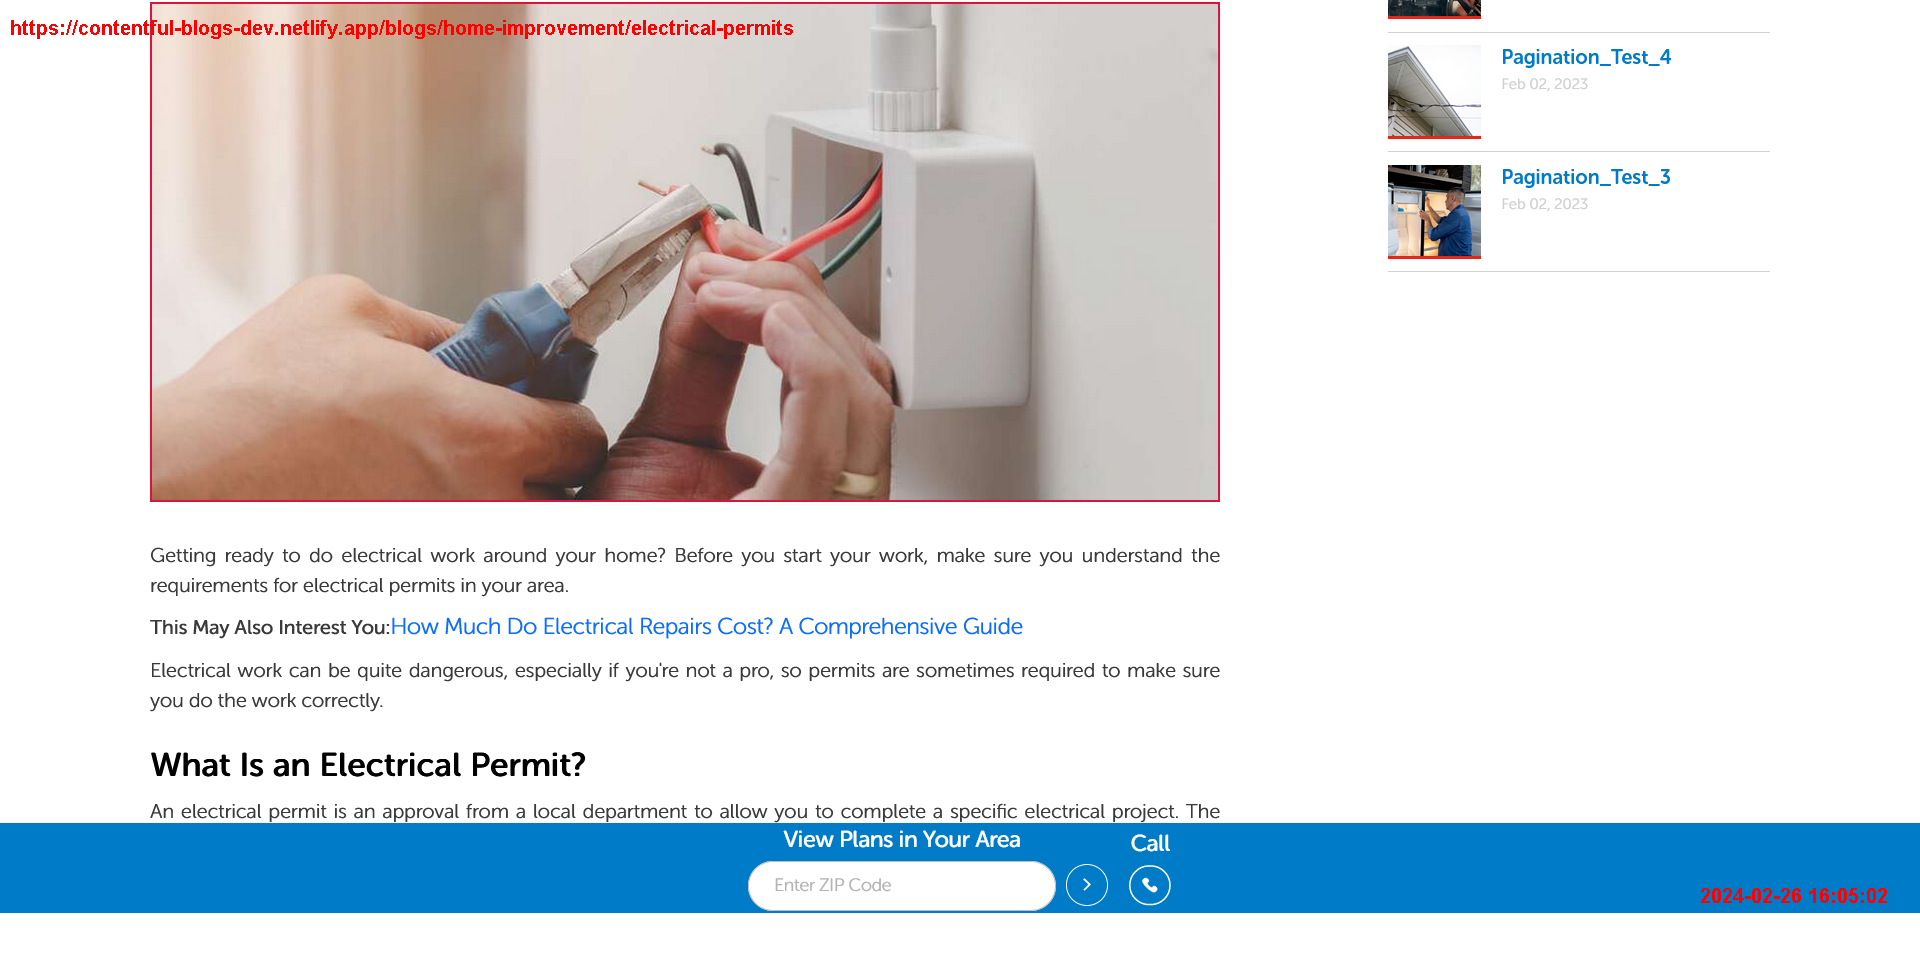 https://contentful-blogs-dev.netlify.app/blogs/home-improvement/electrical-permits
Pagination_Test_4
Feb 02, 2023
Pagination_Test_3
Feb 02, 2023
Getting ready to do electrical work around your home? Before you start your work, make sure you understand the
requirements for electrical permits in your area.
This May Also Interest You:How Much Do Electrical Repairs Cost? A Comprehensive Guide
Electrical work can be quite dangerous, especially if you're not a pro, so permits are sometimes required to make sure
you do the work correctly.
What Is an Electrical Permit?
An electrical permit is an approval from a local department to allow you to complete a specific electrical project. The
View Plans in Your Area
Call
Enter ZIP Code
2024-02-26 16:05:02